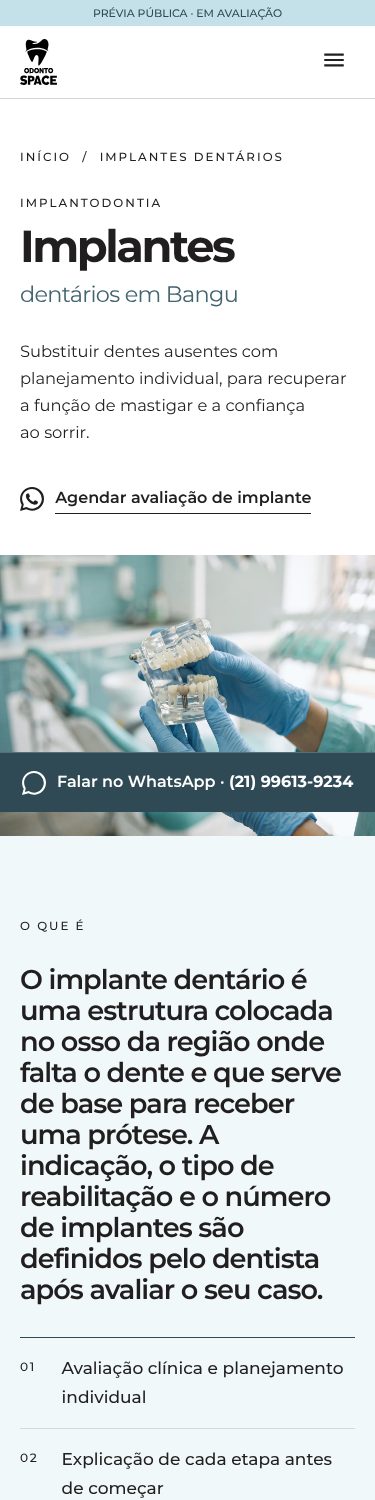 PRÉVIA PÚBLICA · EM AVALIAÇÃO
ODONTO
SPACE
INÍCIO / IMPLANTES DENTÁRIOS
IMPLANTODONTIA
Implantes
dentários em Bangu
Substituir dentes ausentes com
planejamento individual, para recuperar
a função de mastigar e a confiança
ao sorrir.
Agendar avaliação de implante
Falar no WhatsApp · (21) 99613-9234
O QUE É
O implante dentário é
uma estrutura colocada
no osso da região onde
falta o dente e que serve
de base para receber
uma prótese. A
indicação, o tipo de
reabilitação e o número
de implantes são
definidos pelo dentista
após avaliar o seu caso.
01 Avaliação clínica e planejamento
individual
02 Explicação de cada etapa antes
de começar